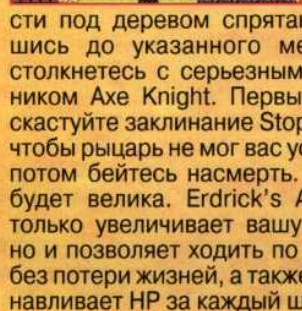 сти под деревом спрята
шись до указанного ме
столкнетесь с серьезным
ником Axe Knight. Первы
скастуйте заклинание Stop
чтобы рыцарь не мог вас у
потом бейтесь насмерть.
будет велика. Erdrick's A
только увеличивает вашу
но и позволяет ходить по
без потери жизней, а также
навливает HP за каждый ш